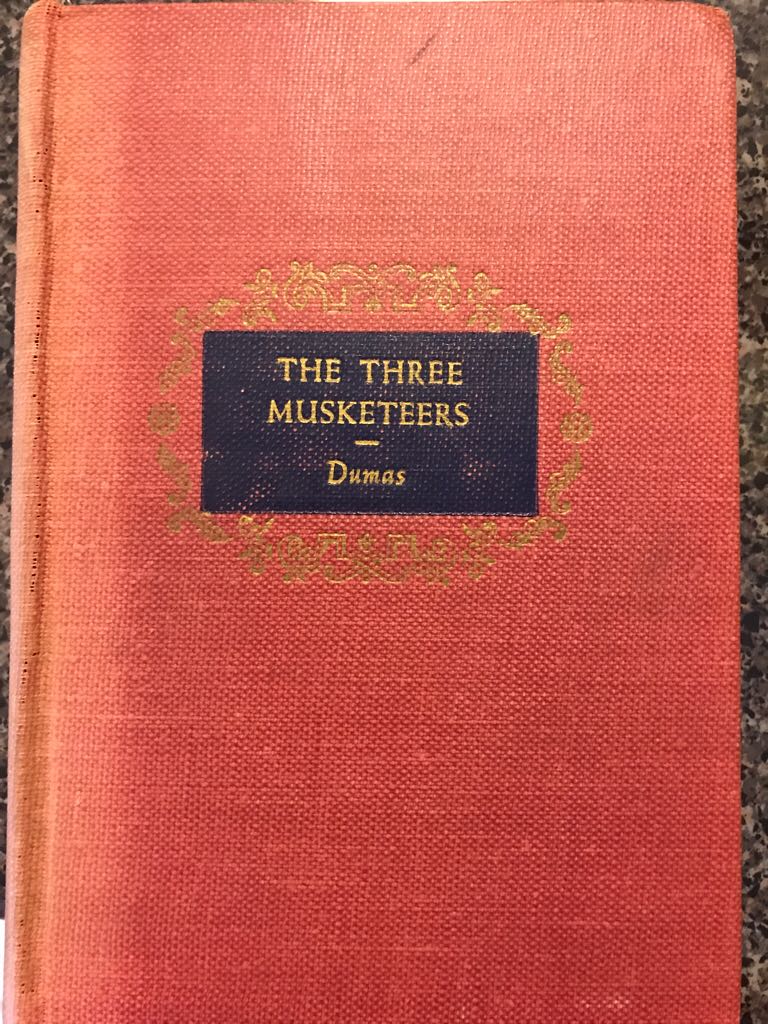 THE THREE
MUSKETEERS
—
Dumas